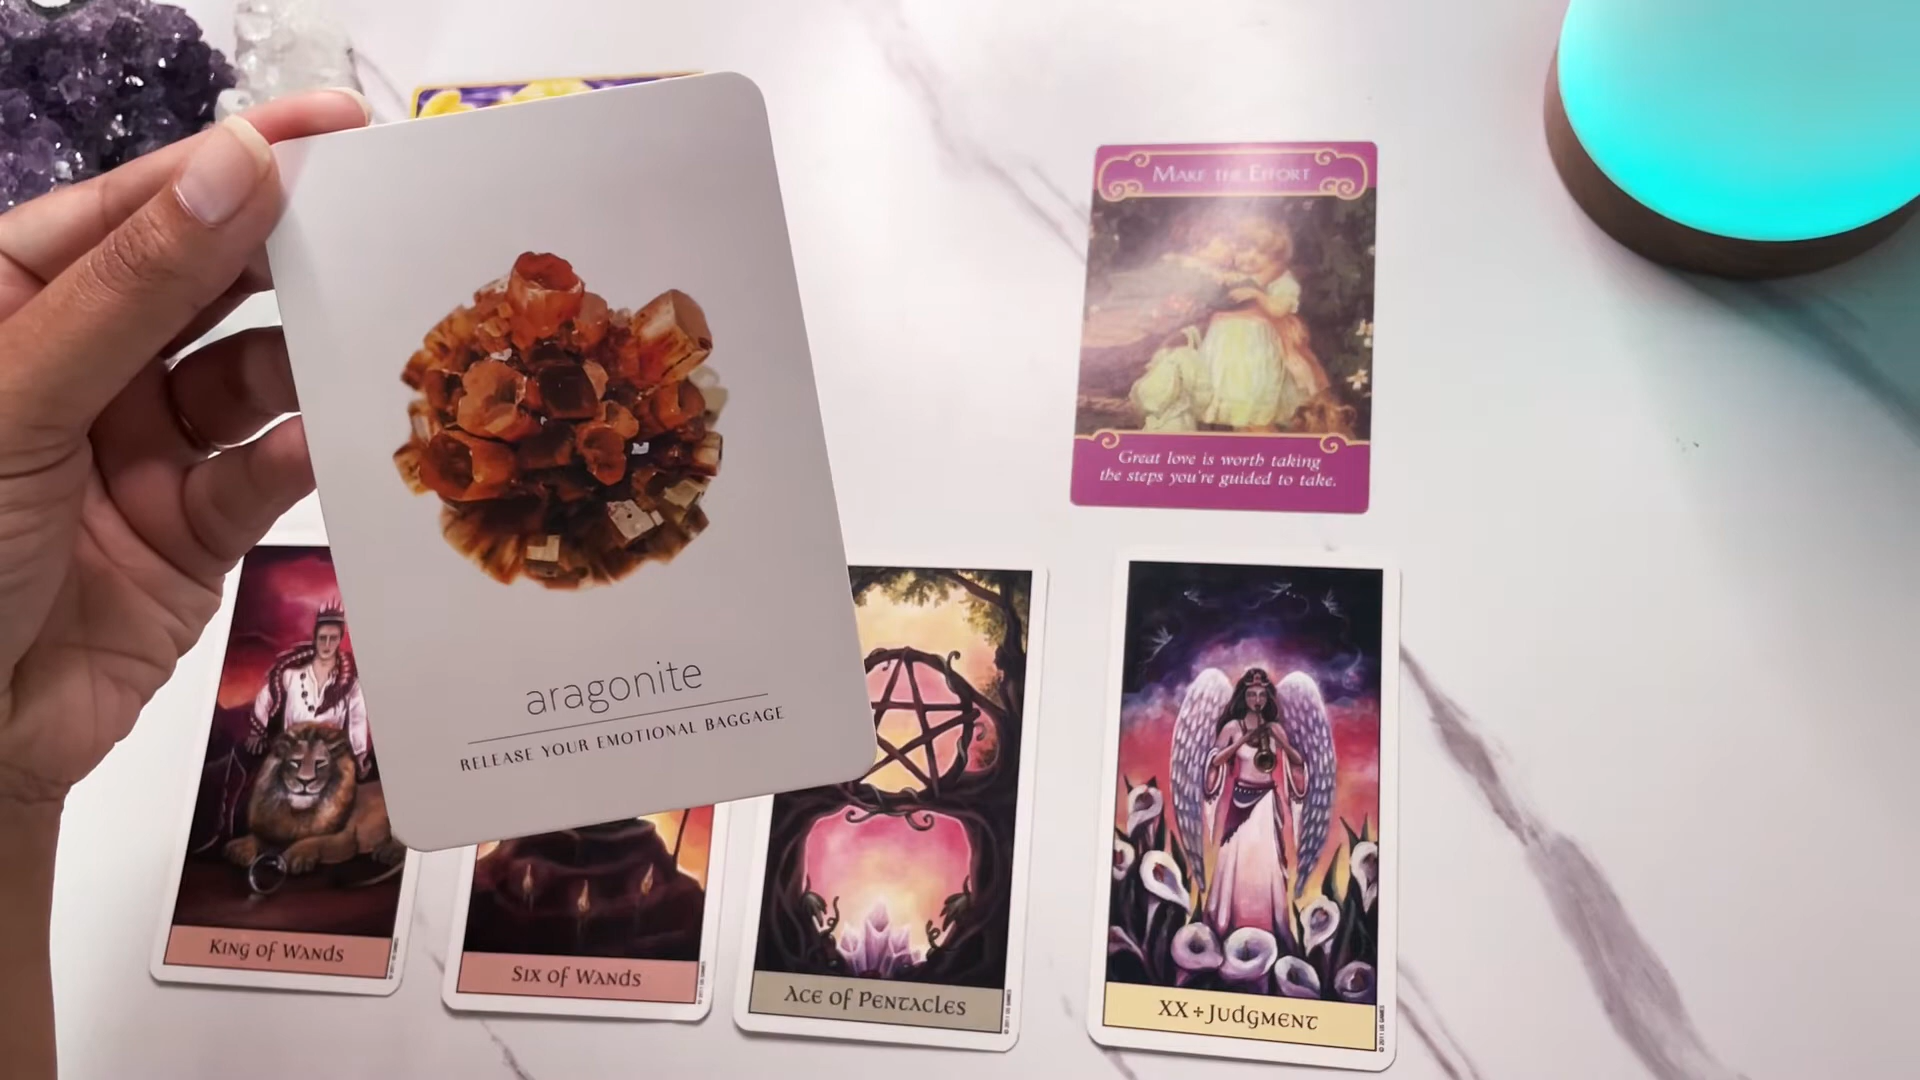 Make the Effort
Great love is worth taking
the steps you're guided to take.
aragonite
RELEASE YOUR EMOTIONAL BAGGAGE
King of Wands
Six of Wands
Ace of Pentacles
XX + Judgment